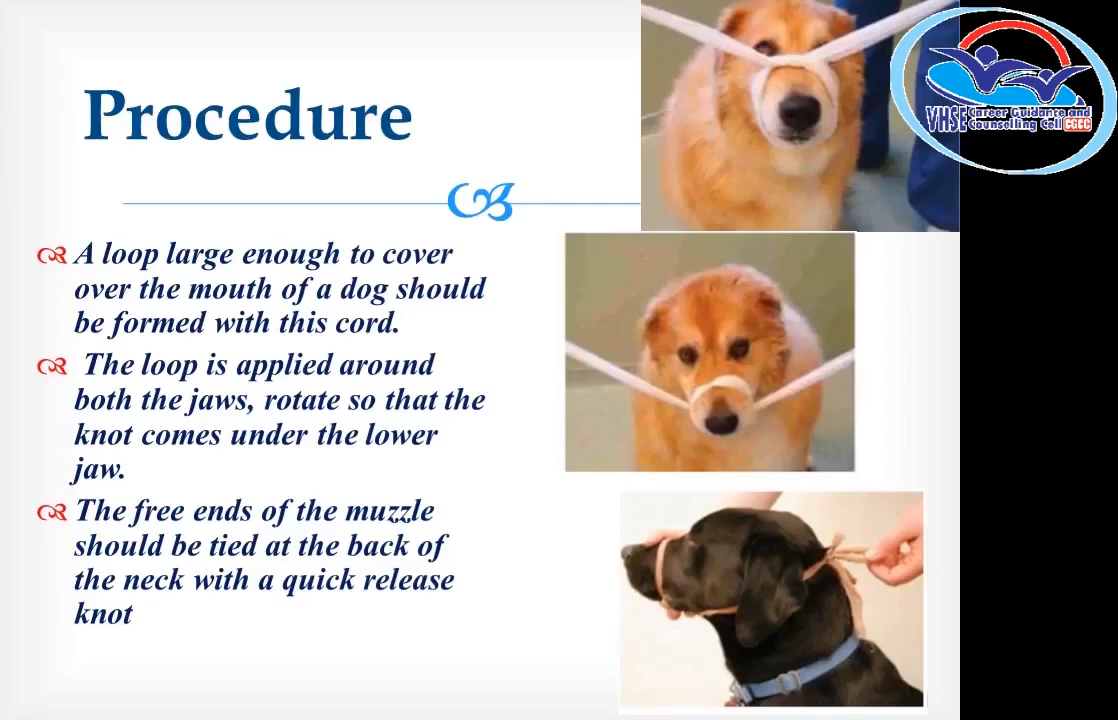 Procedure
A loop large enough to cover
over the mouth of a dog should
be formed with this cord.
The loop is applied around
both the jaws, rotate so that the
knot comes under the lower
jaw.
The free ends of the muzzle
should be tied at the back of
the neck with a quick release
knot
VHSE Career Guidance and
Counselling Cell CGCC